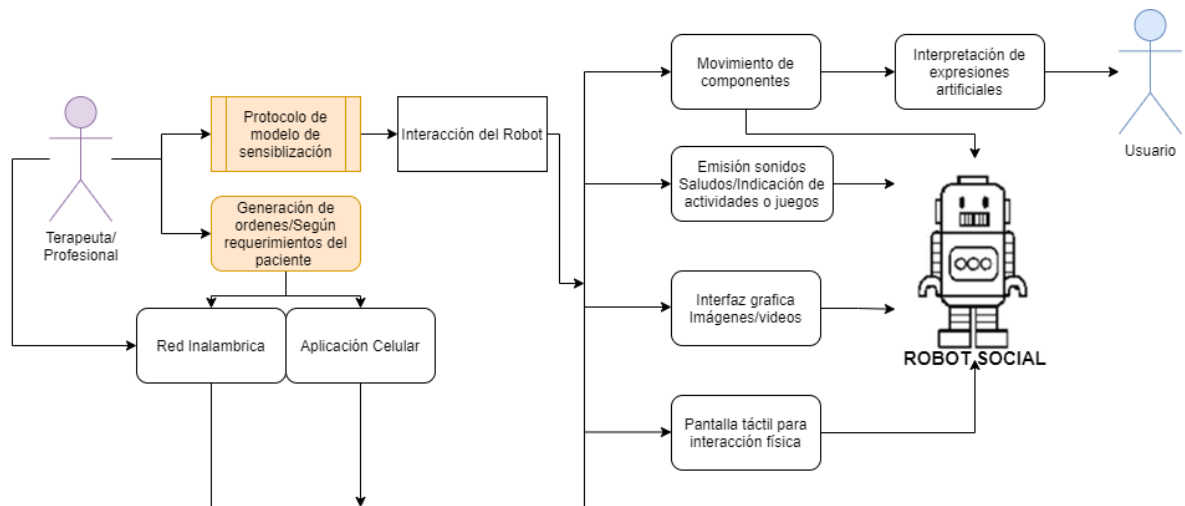 Movimiento de
componentes
Interpretación de
expresiones
artificiales
Usuario
Protocolo de
modelo de
sensiblización
Interacción del Robot
Terapeuta/
Profesional
Generación de
ordenes/Según
requerimientos del
paciente
Emisión sonidos
Saludos/Indicación de
actividades o juegos
Red Inalambrica
Aplicación Celular
Interfaz grafica
Imágenes/videos
ROBOT SOCIAL
Pantalla táctil para
interacción física